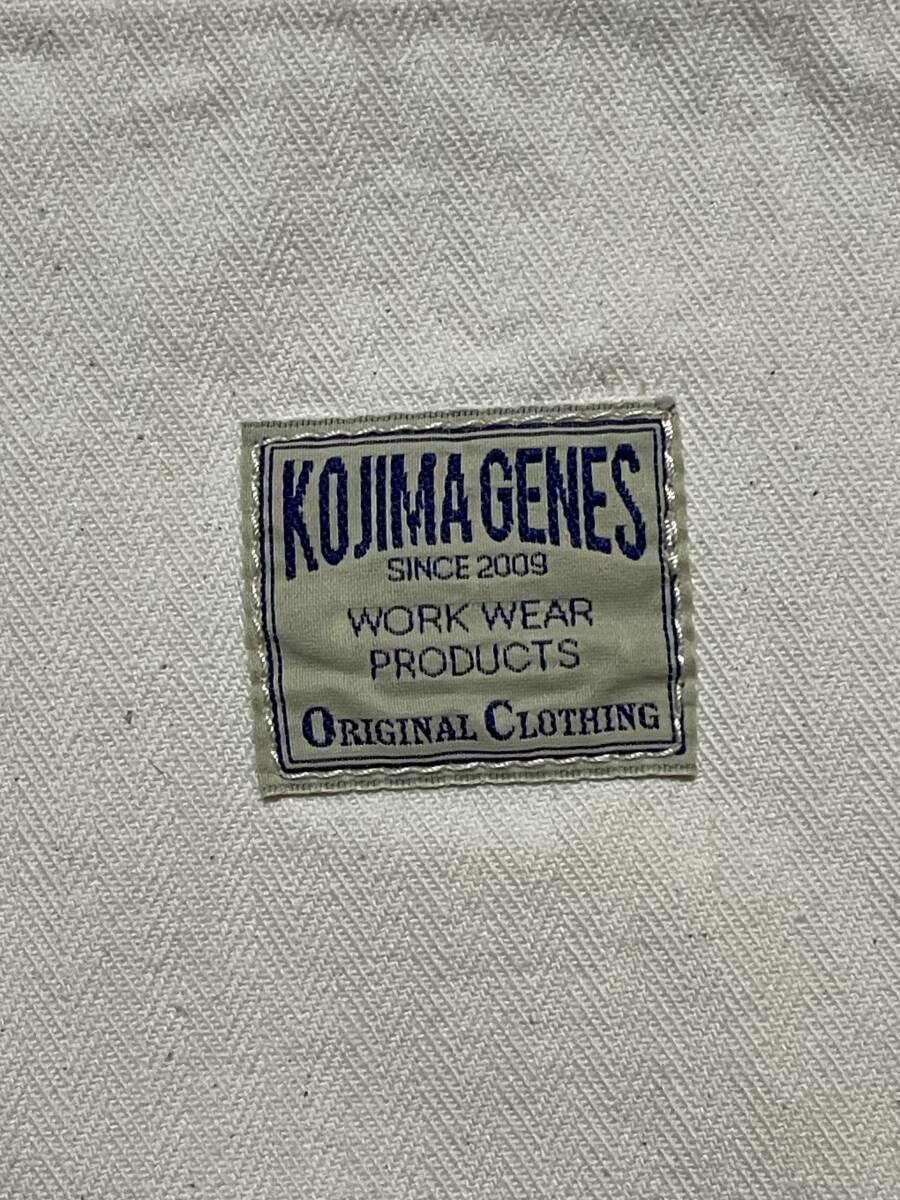 KOJIMA GENES
SINCE 2009
WORK WEAR
PRODUCTS
ORIGINAL CLOTHING